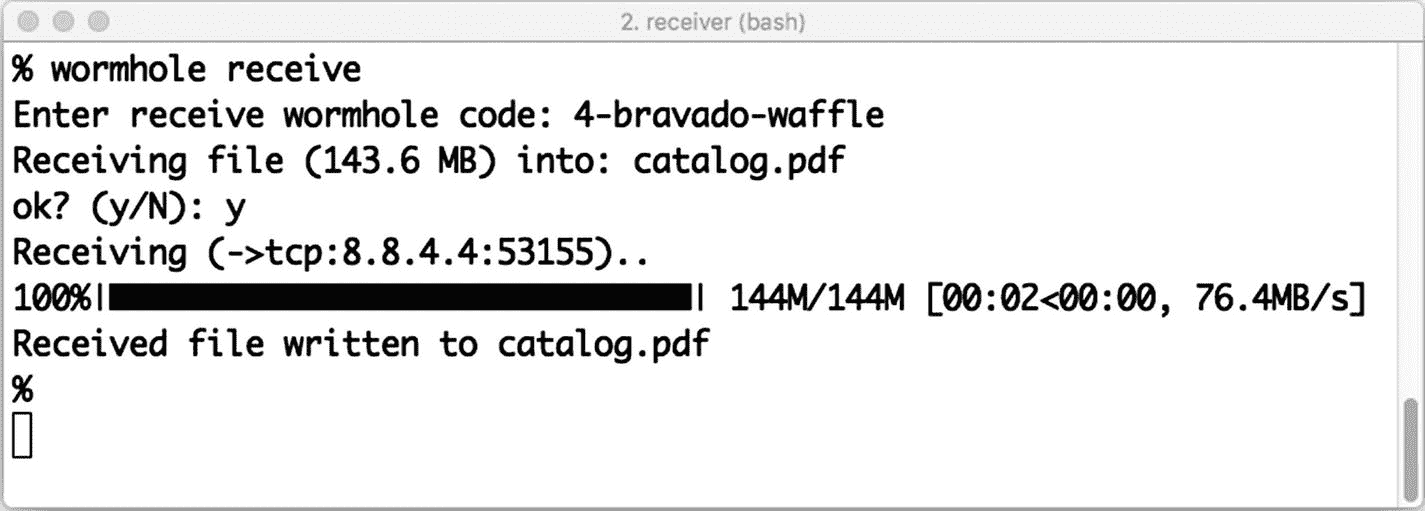 2. receiver (bash)
% wormhole receive
Enter receive wormhole code: 4-bravado-waffle
Receiving file (143.6 MB) into: catalog.pdf
ok? (y/N): y
Receiving (->tcp:8.8.4.4:53155)..
100%|██████████████████████████| 144M/144M [00:02<00:00, 76.4MB/s]
Received file written to catalog.pdf
%